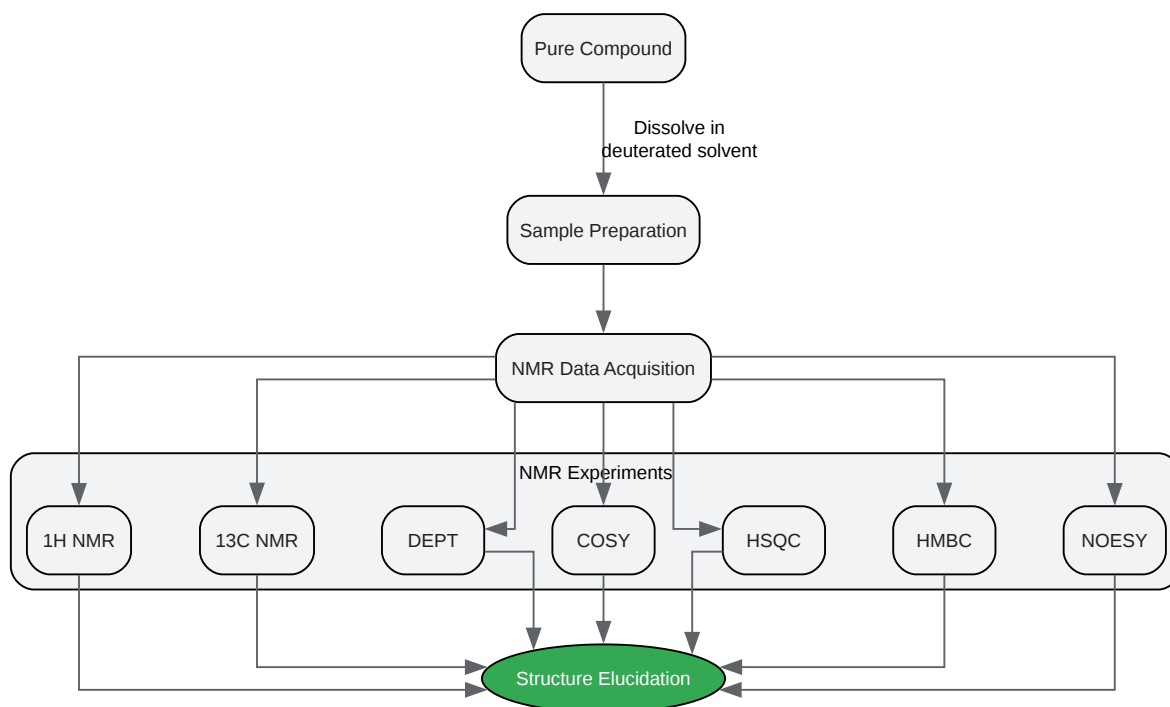 Pure Compound
Dissolve in
deuterated solvent
Sample Preparation
NMR Data Acquisition
NMR Experiments
1H NMR
13C NMR
DEPT
COSY
HSQC
HMBC
NOESY
Structure Elucidation